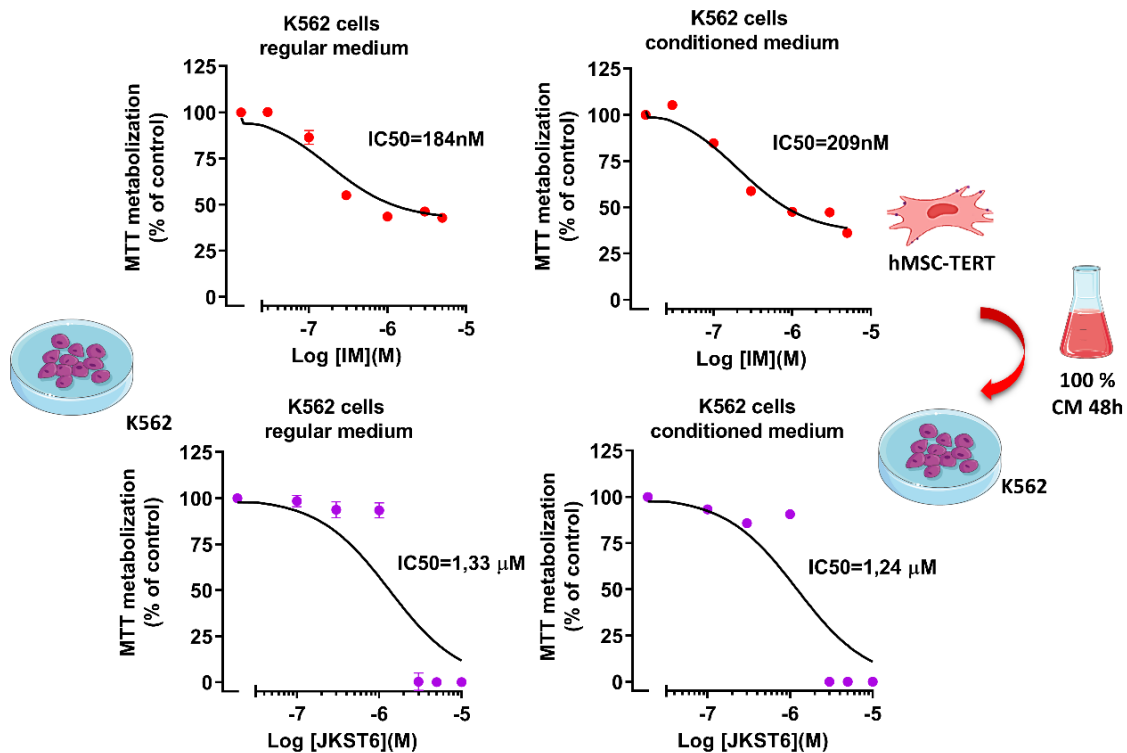 K562 cells
regular medium
MTT metabolization
(% of control)
125
100
75
50
25
0
IC50=184nM
-7
-6
-5
Log [IM](M)
K562 cells
conditioned medium
MTT metabolization
(% of control)
125
100
75
50
25
0
IC50=209nM
-7
-6
-5
Log [IM](M)
hMSC-TERT
100 %
CM 48h
K562
K562
K562 cells
regular medium
MTT metabolization
(% of control)
125
100
75
50
25
0
IC50=1,33 μM
-7
-6
-5
Log [JKST6](M)
K562 cells
conditioned medium
MTT metabolization
(% of control)
125
100
75
50
25
0
IC50=1,24 μM
-7
-6
-5
Log [JKST6](M)